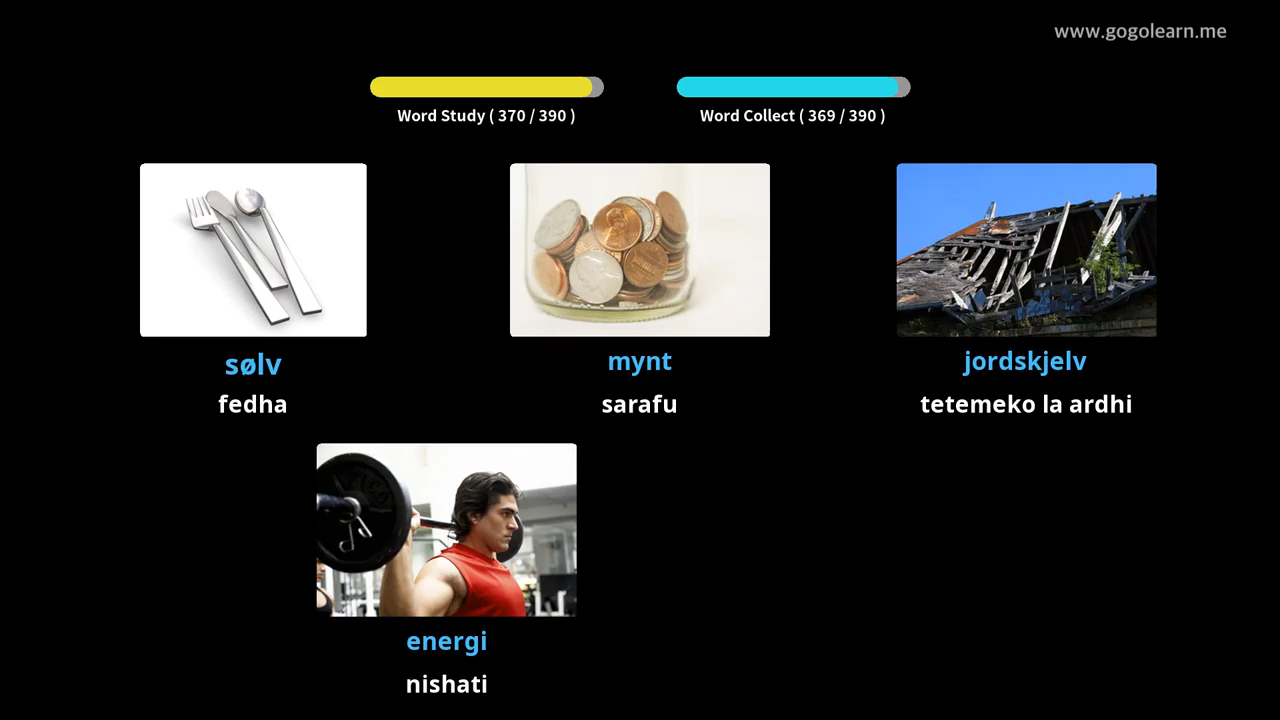 www.gogolearn.me
Word Study ( 370 / 390 )
Word Collect ( 369 / 390 )
sølv
fedha
mynt
sarafu
jordskjelv
tetemeko la ardhi
energi
nishati